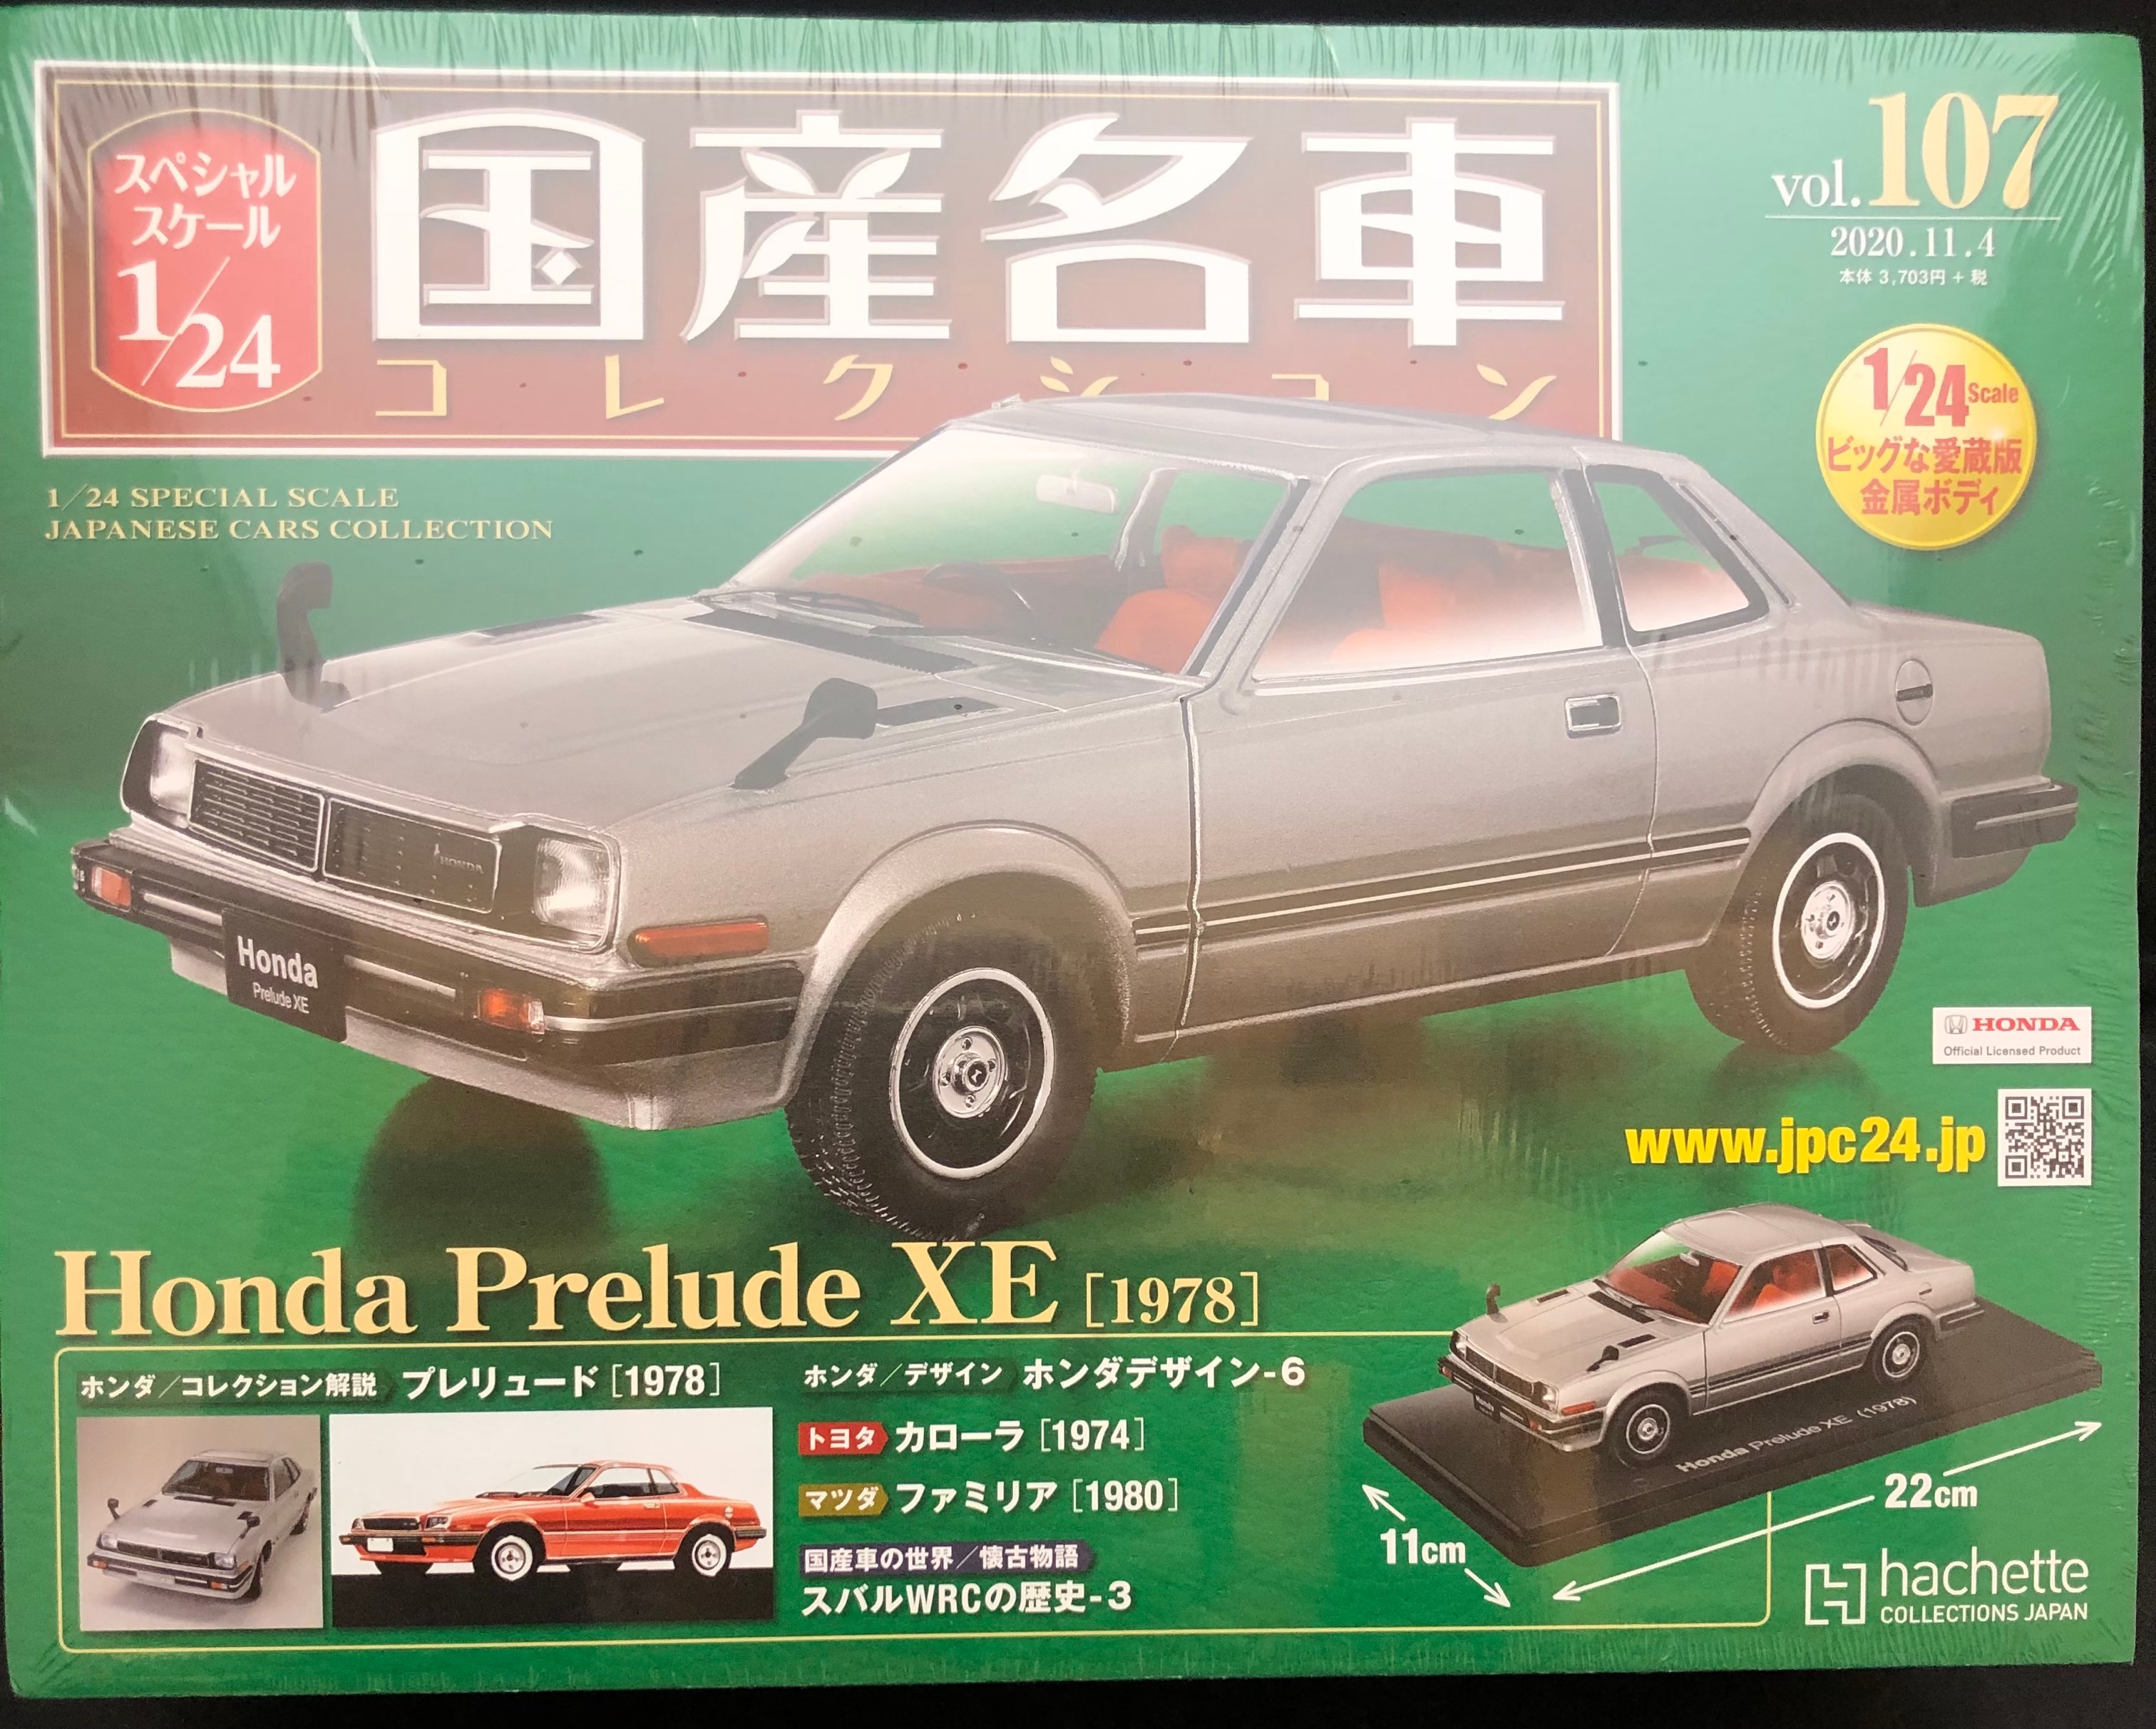 スペシャル
スケール
1/24
国産名車
コレクション
vol.107
2020.11.4
本体 3,703円 + 税
1/24 Scale
ビッグな愛蔵版
金属ボディ
1/24 SPECIAL SCALE
JAPANESE CARS COLLECTION
HONDA
Honda
Prelude XE
HONDA
Official Licensed Product
www.jpc24.jp
Honda Prelude XE [1978]
ホンダ/コレクション解説 プレリュード[1978]
ホンダ/デザイン ホンダデザイン-6
トヨタ カローラ[1974]
マツダ ファミリア[1980]
国産車の世界/懐古物語
スバルWRCの歴史-3
Honda Prelude XE (1978)
11cm
22cm
hachette
COLLECTIONS JAPAN